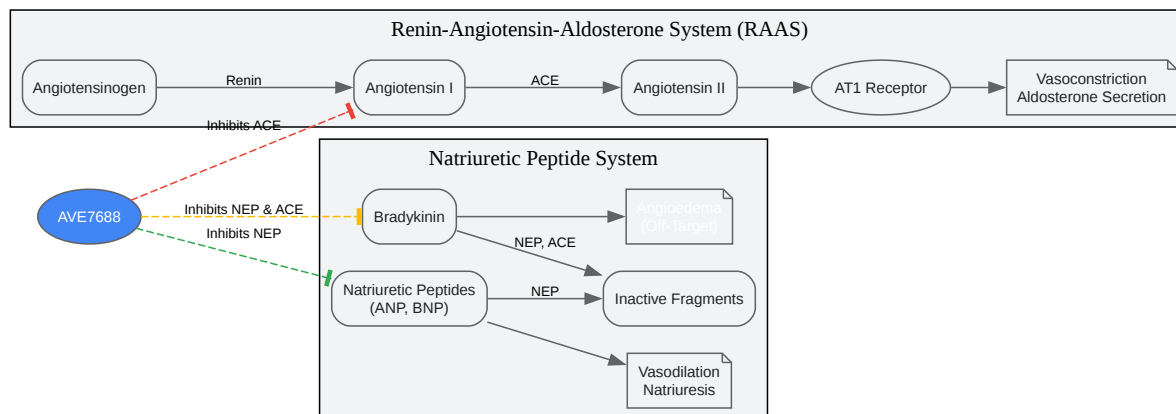 Renin-Angiotensin-Aldosterone System (RAAS)
Angiotensinogen
Renin
Angiotensin I
ACE
Angiotensin II
AT1 Receptor
Vasoconstriction
Aldosterone Secretion
Inhibits ACE
Natriuretic Peptide System
AVE7688
Inhibits NEP & ACE
Bradykinin
Angioedema
(Off-Target)
Inhibits NEP
NEP, ACE
Natriuretic Peptides
(ANP, BNP)
NEP
Inactive Fragments
Vasodilation
Natriuresis